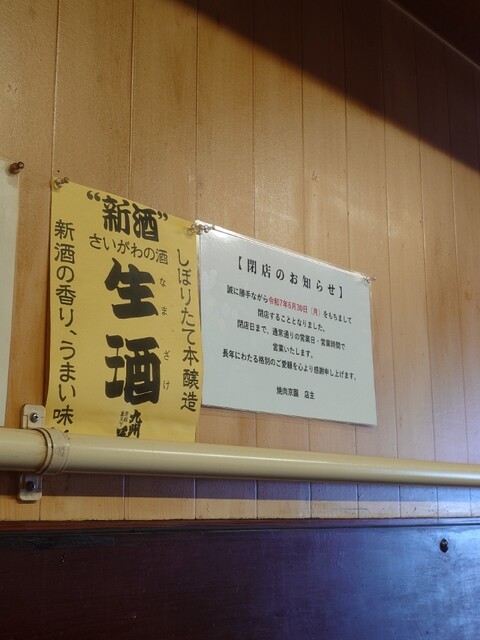 “新酒”
さいがわの酒
生酒
なまざけ
しぼりたて本醸造
新酒の香り、うまい味
九州
【閉店のお知らせ】
誠に勝手ながら令和7年6月30日（月）をもちまして
閉店することとなりました。
閉店日まで、通常通りの営業日・営業時間で
営業いたします。
長年にわたる格別のご愛顧を心より感謝申し上げます。
焼肉京園　店主